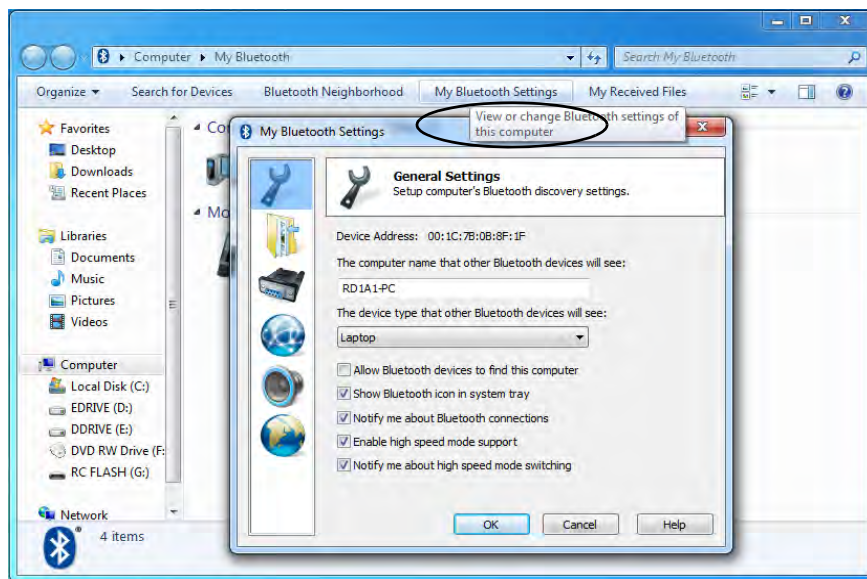 Computer ▸ My Bluetooth
Search My Bluetooth
Organize
Search for Devices
Bluetooth Neighborhood
My Bluetooth Settings
My Received Files
View or change Bluetooth settings of
this computer
Favorites
Desktop
Downloads
Recent Places
Libraries
Documents
Music
Pictures
Videos
Computer
Local Disk (C:)
EDRIVE (D:)
DDRIVE (E:)
DVD RW Drive (F:
RC FLASH (G:)
Network
Co
Mo
My Bluetooth Settings
General Settings
Setup computer's Bluetooth discovery settings.
Device Address: 00:1C:7B:0B:8F:1F
The computer name that other Bluetooth devices will see:
RD1A1-PC
The device type that other Bluetooth devices will see:
Laptop
Allow Bluetooth devices to find this computer
Show Bluetooth icon in system tray
Notify me about Bluetooth connections
Enable high speed mode support
Notify me about high speed mode switching
OK
Cancel
Help
4 items